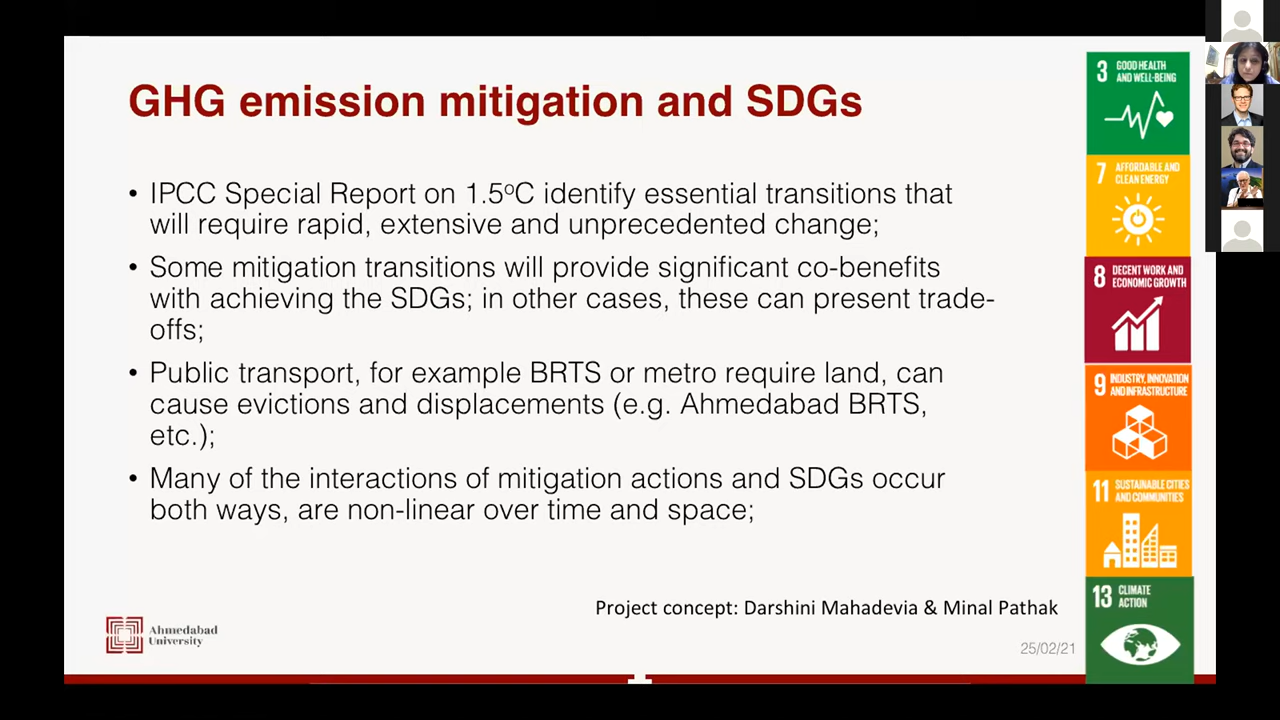 GHG emission mitigation and SDGs
• IPCC Special Report on 1.5ºC identify essential transitions that
will require rapid, extensive and unprecedented change;
• Some mitigation transitions will provide significant co-benefits
with achieving the SDGs; in other cases, these can present trade-
offs;
• Public transport, for example BRTS or metro require land, can
cause evictions and displacements (e.g. Ahmedabad BRTS,
etc.);
• Many of the interactions of mitigation actions and SDGs occur
both ways, are non-linear over time and space;
Project concept: Darshini Mahadevia & Minal Pathak
Ahmedabad
University
25/02/21
3 GOOD HEALTH
AND WELL-BEING
7 AFFORDABLE AND
CLEAN ENERGY
8 DECENT WORK AND
ECONOMIC GROWTH
9 INDUSTRY, INNOVATION
AND INFRASTRUCTURE
11 SUSTAINABLE CITIES
AND COMMUNITIES
13 CLIMATE
ACTION